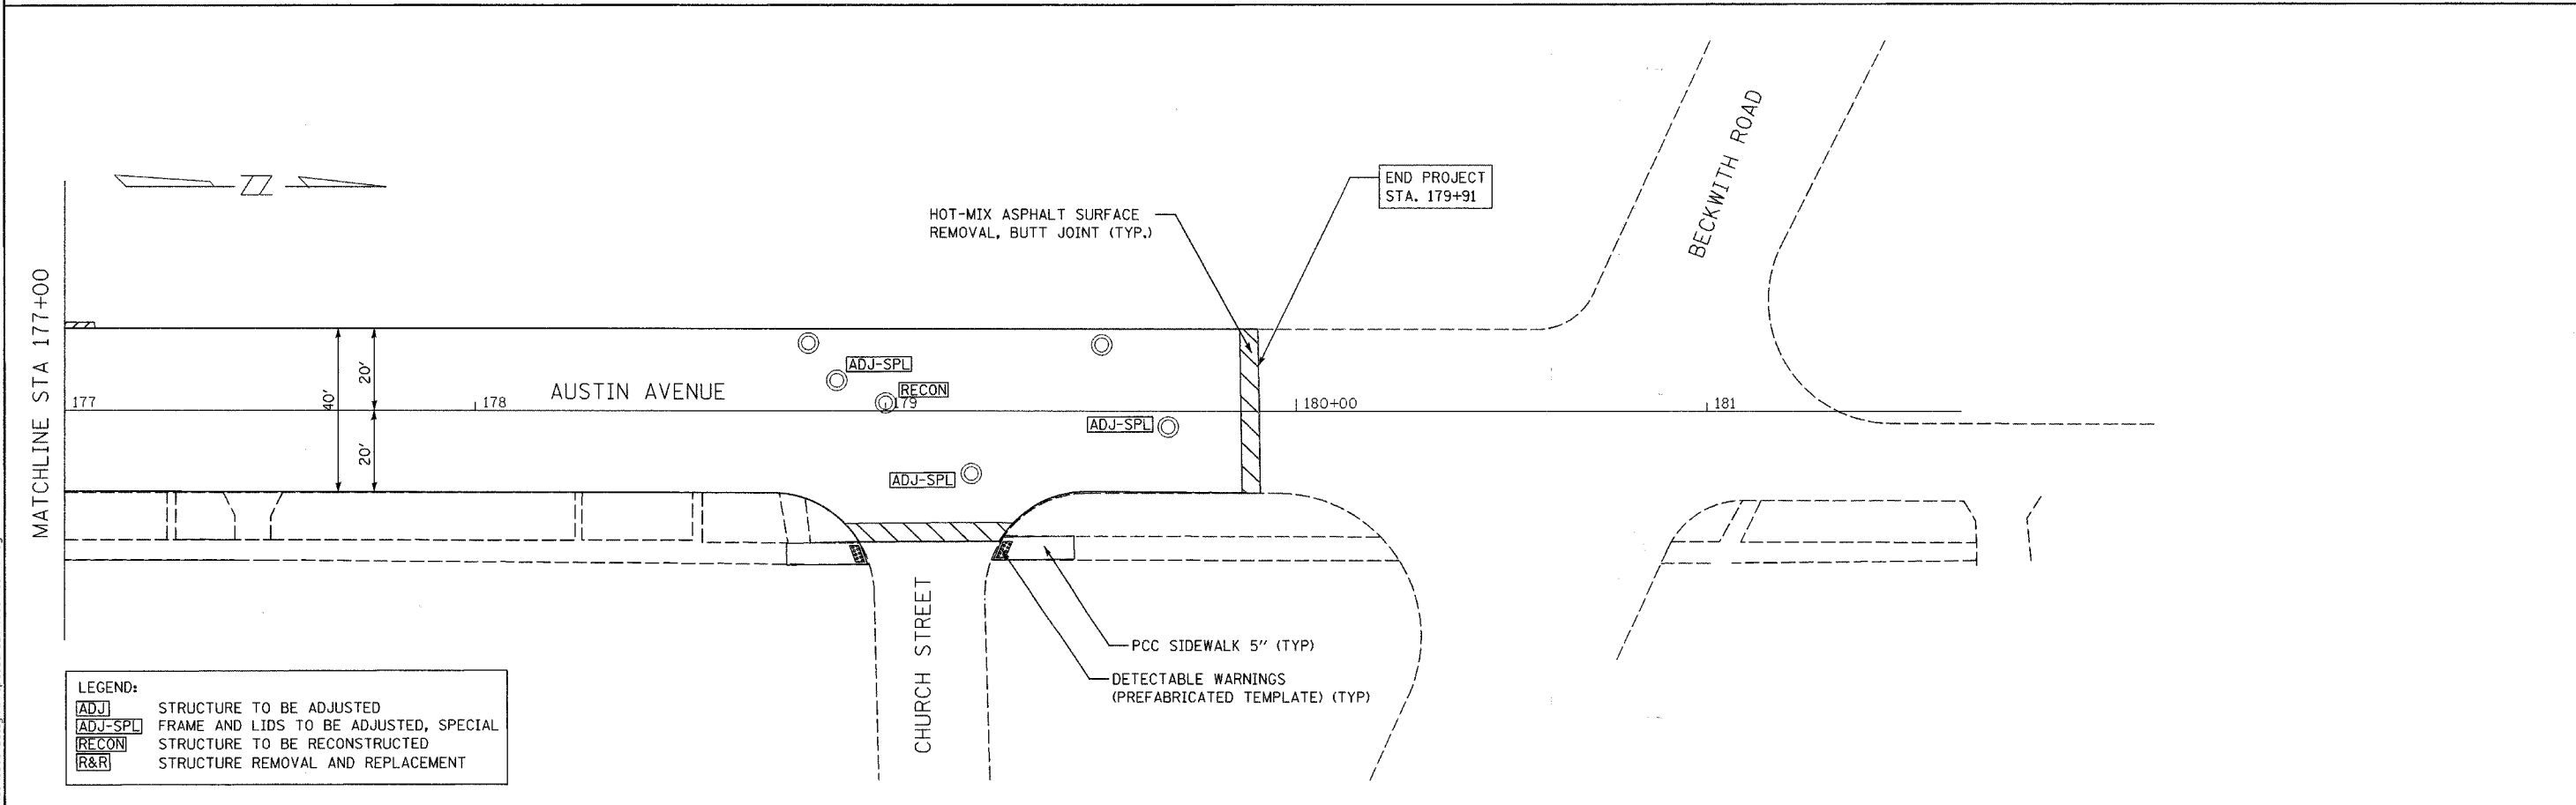 BECKWITH ROAD
END PROJECT
STA. 179+91
HOT-MIX ASPHALT SURFACE
REMOVAL, BUTT JOINT (TYP.)
MATCHLINE STA 177+00
40'
20'
20'
AUSTIN AVENUE
ADJ-SPL
RECON
177
178
179
180+00
181
ADJ-SPL
ADJ-SPL
CHURCH STREET
PCC SIDEWALK 5" (TYP)
DETECTABLE WARNINGS
(PREFABRICATED TEMPLATE) (TYP)
LEGEND:
ADJ STRUCTURE TO BE ADJUSTED
ADJ-SPL FRAME AND LIDS TO BE ADJUSTED, SPECIAL
RECON STRUCTURE TO BE RECONSTRUCTED
R&R STRUCTURE REMOVAL AND REPLACEMENT